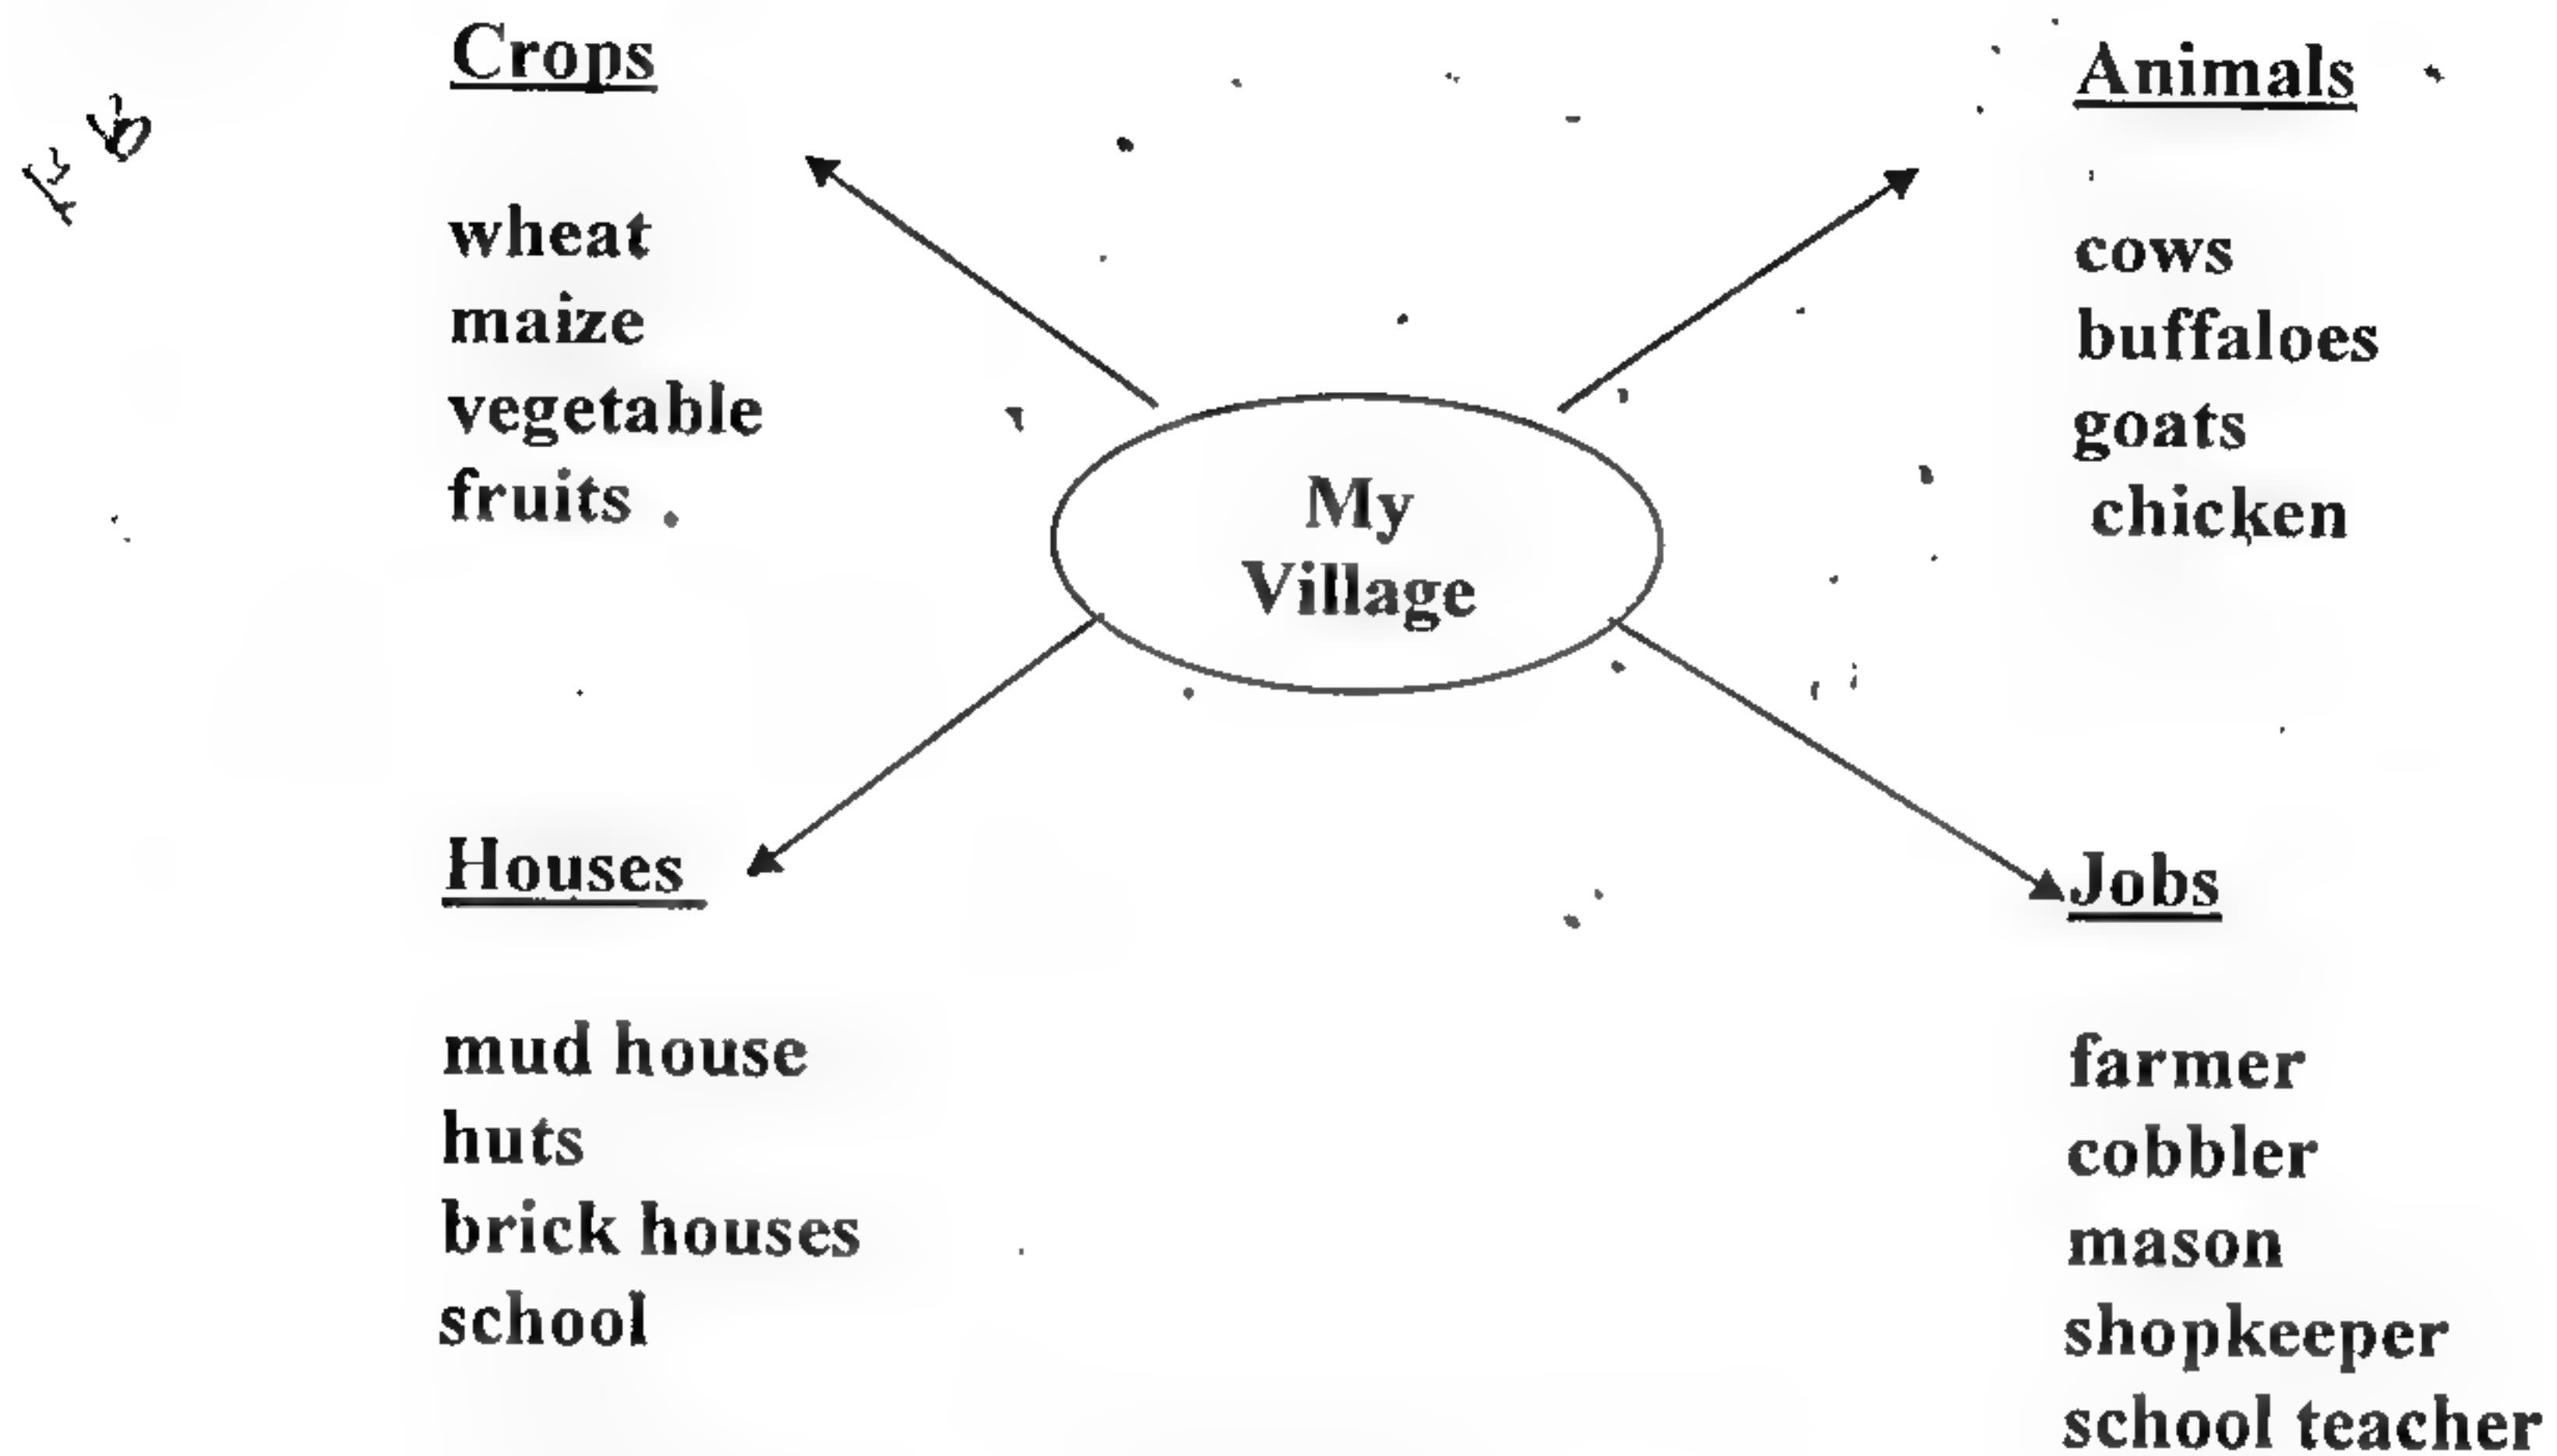 Crops
wheat
maize
vegetable
fruits
Animals
cows
buffaloes
goats
chicken
My
Village
Houses
mud house
huts
brick houses
school
Jobs
farmer
cobbler
mason
shopkeeper
school teacher